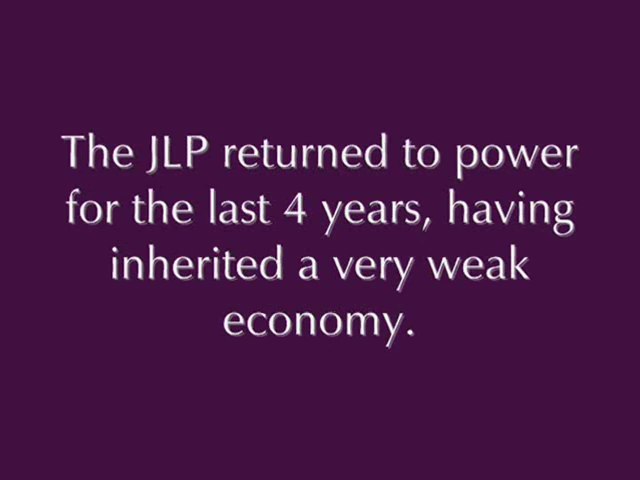 The JLP returned to power
for the last 4 years, having
inherited a very weak
economy.